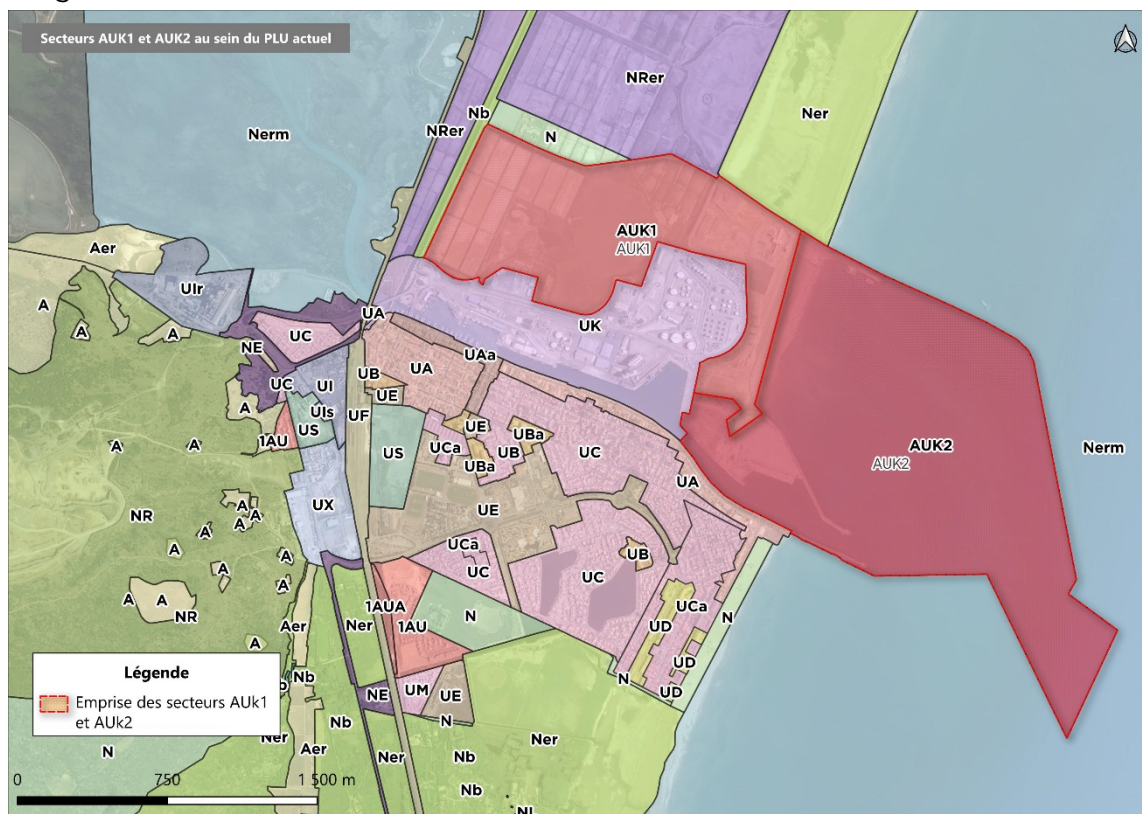 Secteurs AUK1 et AUK2 au sein du PLU actuel
NRer
Ner
Nb
NRer
N
Nerm
AUK1
AUK1
Aer
UIr
A
A
A
UA
UK
UC
NE
UAa
UA
UB
UC
UI
UE
UF
UIs
US
A
1AU
UE
UBa
UCa
UB
UC
US
UBa
AUK2
AUK2
Nerm
A
A
UA
UX
UE
NR
A
A
A
A
A
UCa
UB
UC
UC
A
A
A
A
A
NR
1AUA
1AU
Ner
N
UCa
UD
N
Aer
A
UD
UD
N
NE
UM
UE
N
Nb
Nb
Ner
Nb
Ner
Aer
Ner
Nb
Nb
N
Nl
Légende
Emprise des secteurs AUk1
et AUk2
0 750 1 500 m